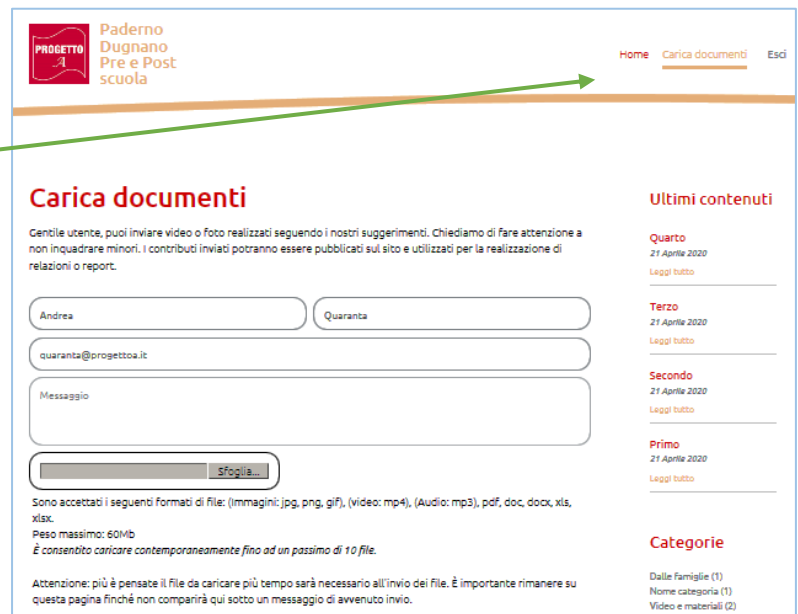 PROGETTO
A
Paderno
Dugnano
Pre e Post
scuola
Home Carica documenti Esci
Carica documenti
Gentile utente, puoi inviare video o foto realizzati seguendo i nostri suggerimenti. Chiediamo di fare attenzione a
non inquadrare minori. I contributi inviati potranno essere pubblicati sul sito e utilizzati per la realizzazione di
relazioni o report.
Andrea
Quaranta
quaranta@progettoa.it
Messaggio
Sfoglia...
Sono accettati i seguenti formati di file: (Immagini: jpg, png, gif), (video: mp4), (Audio: mp3), pdf, doc, docx, xls,
xlsx.
Peso massimo: 60Mb
È consentito caricare contemporaneamente fino ad un passimo di 10 file.
Attenzione: più è pensate il file da caricare più tempo sarà necessario all'invio dei file. È importante rimanere su
questa pagina finché non comparirà qui sotto un messaggio di avvenuto invio.
Ultimi contenuti
Quarto
21 Aprile 2020
Leggi tutto
Terzo
21 Aprile 2020
Leggi tutto
Secondo
21 Aprile 2020
Leggi tutto
Primo
21 Aprile 2020
Leggi tutto
Categorie
Dalle famiglie (1)
Nome categoria (1)
Video e materiali (2)